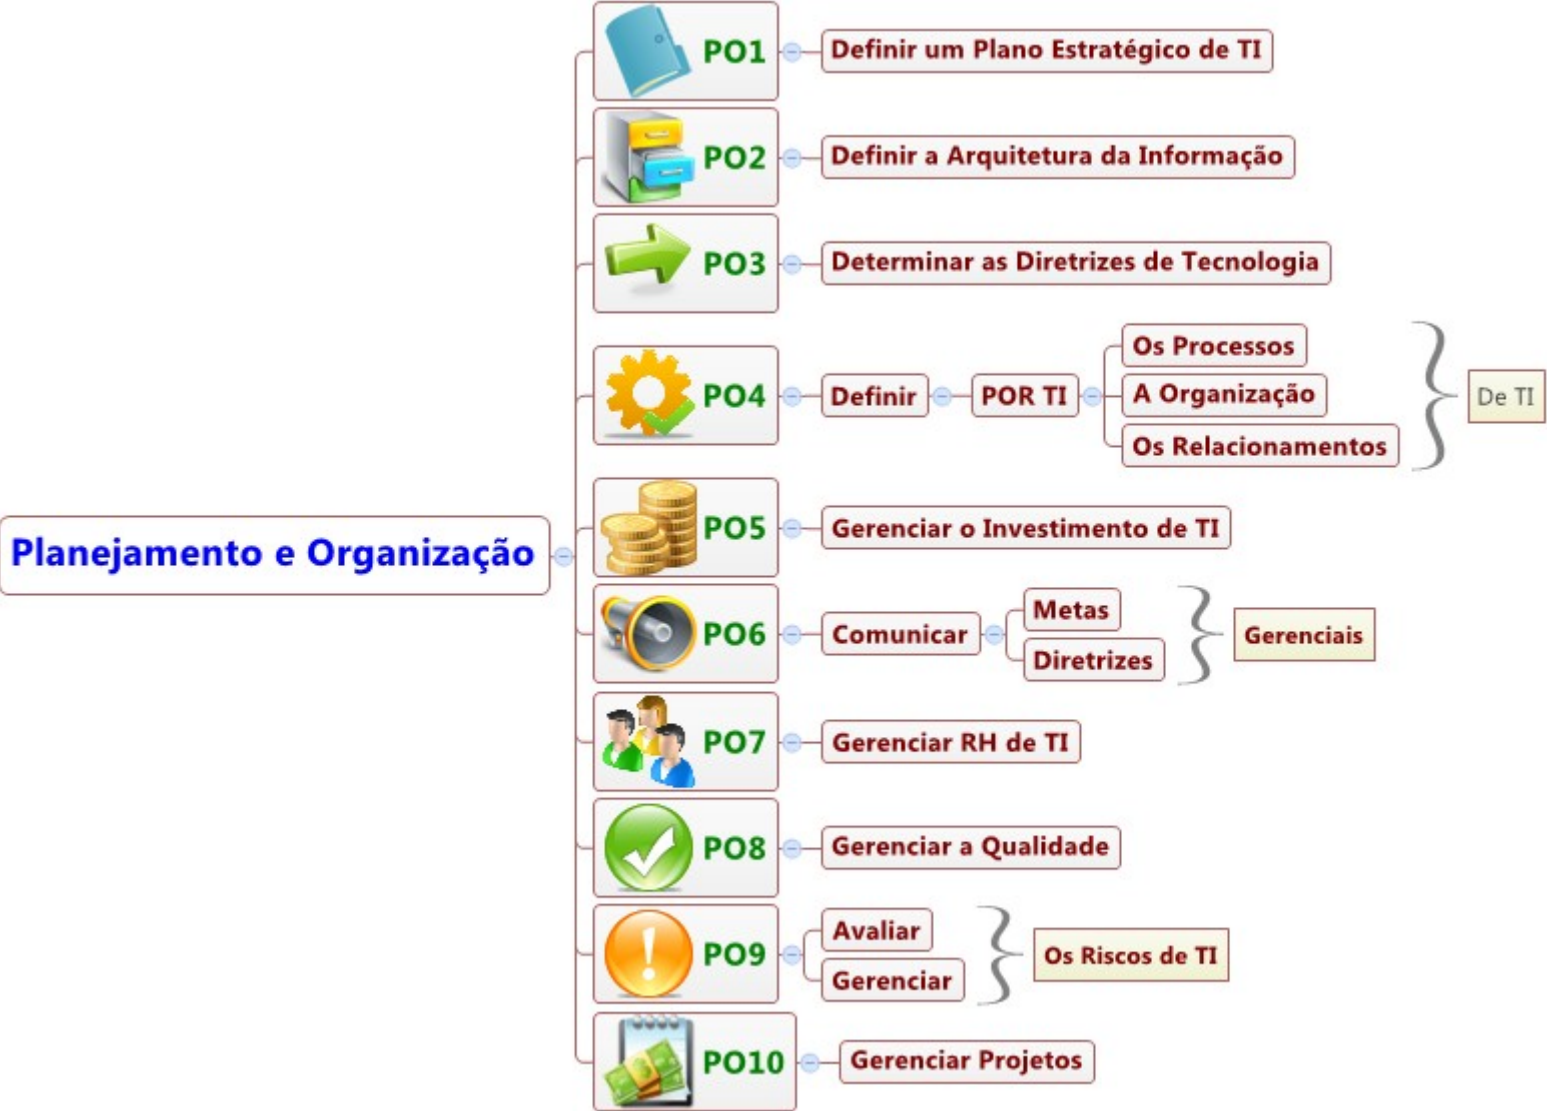 PO1
Definir um Plano Estratégico de TI
PO2
Definir a Arquitetura da Informação
PO3
Determinar as Diretrizes de Tecnologia
PO4
Definir
POR TI
Os Processos
A Organização
Os Relacionamentos
De TI
Planejamento e Organização
PO5
Gerenciar o Investimento de TI
PO6
Comunicar
Metas
Diretrizes
Gerenciais
PO7
Gerenciar RH de TI
PO8
Gerenciar a Qualidade
PO9
Avaliar
Gerenciar
Os Riscos de TI
PO10
Gerenciar Projetos